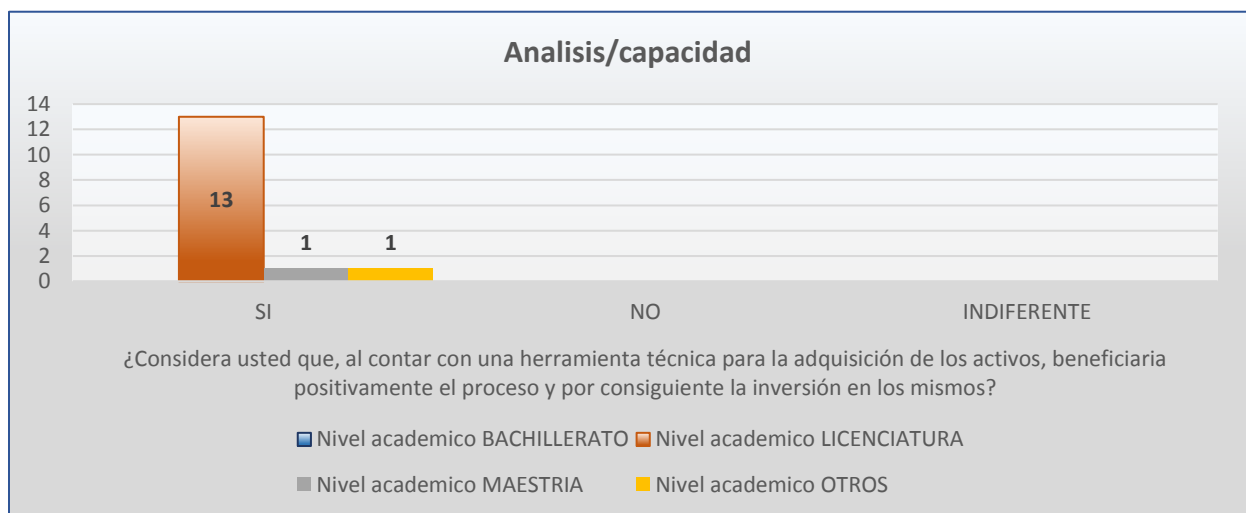 Analisis/capacidad
14
12
10
8
6
4
2
0
13
1
1
SI
NO
INDIFERENTE
¿Considera usted que, al contar con una herramienta técnica para la adquisición de los activos, beneficiaria
positivamente el proceso y por consiguiente la inversión en los mismos?
Nivel academico BACHILLERATO
Nivel academico LICENCIATURA
Nivel academico MAESTRIA
Nivel academico OTROS